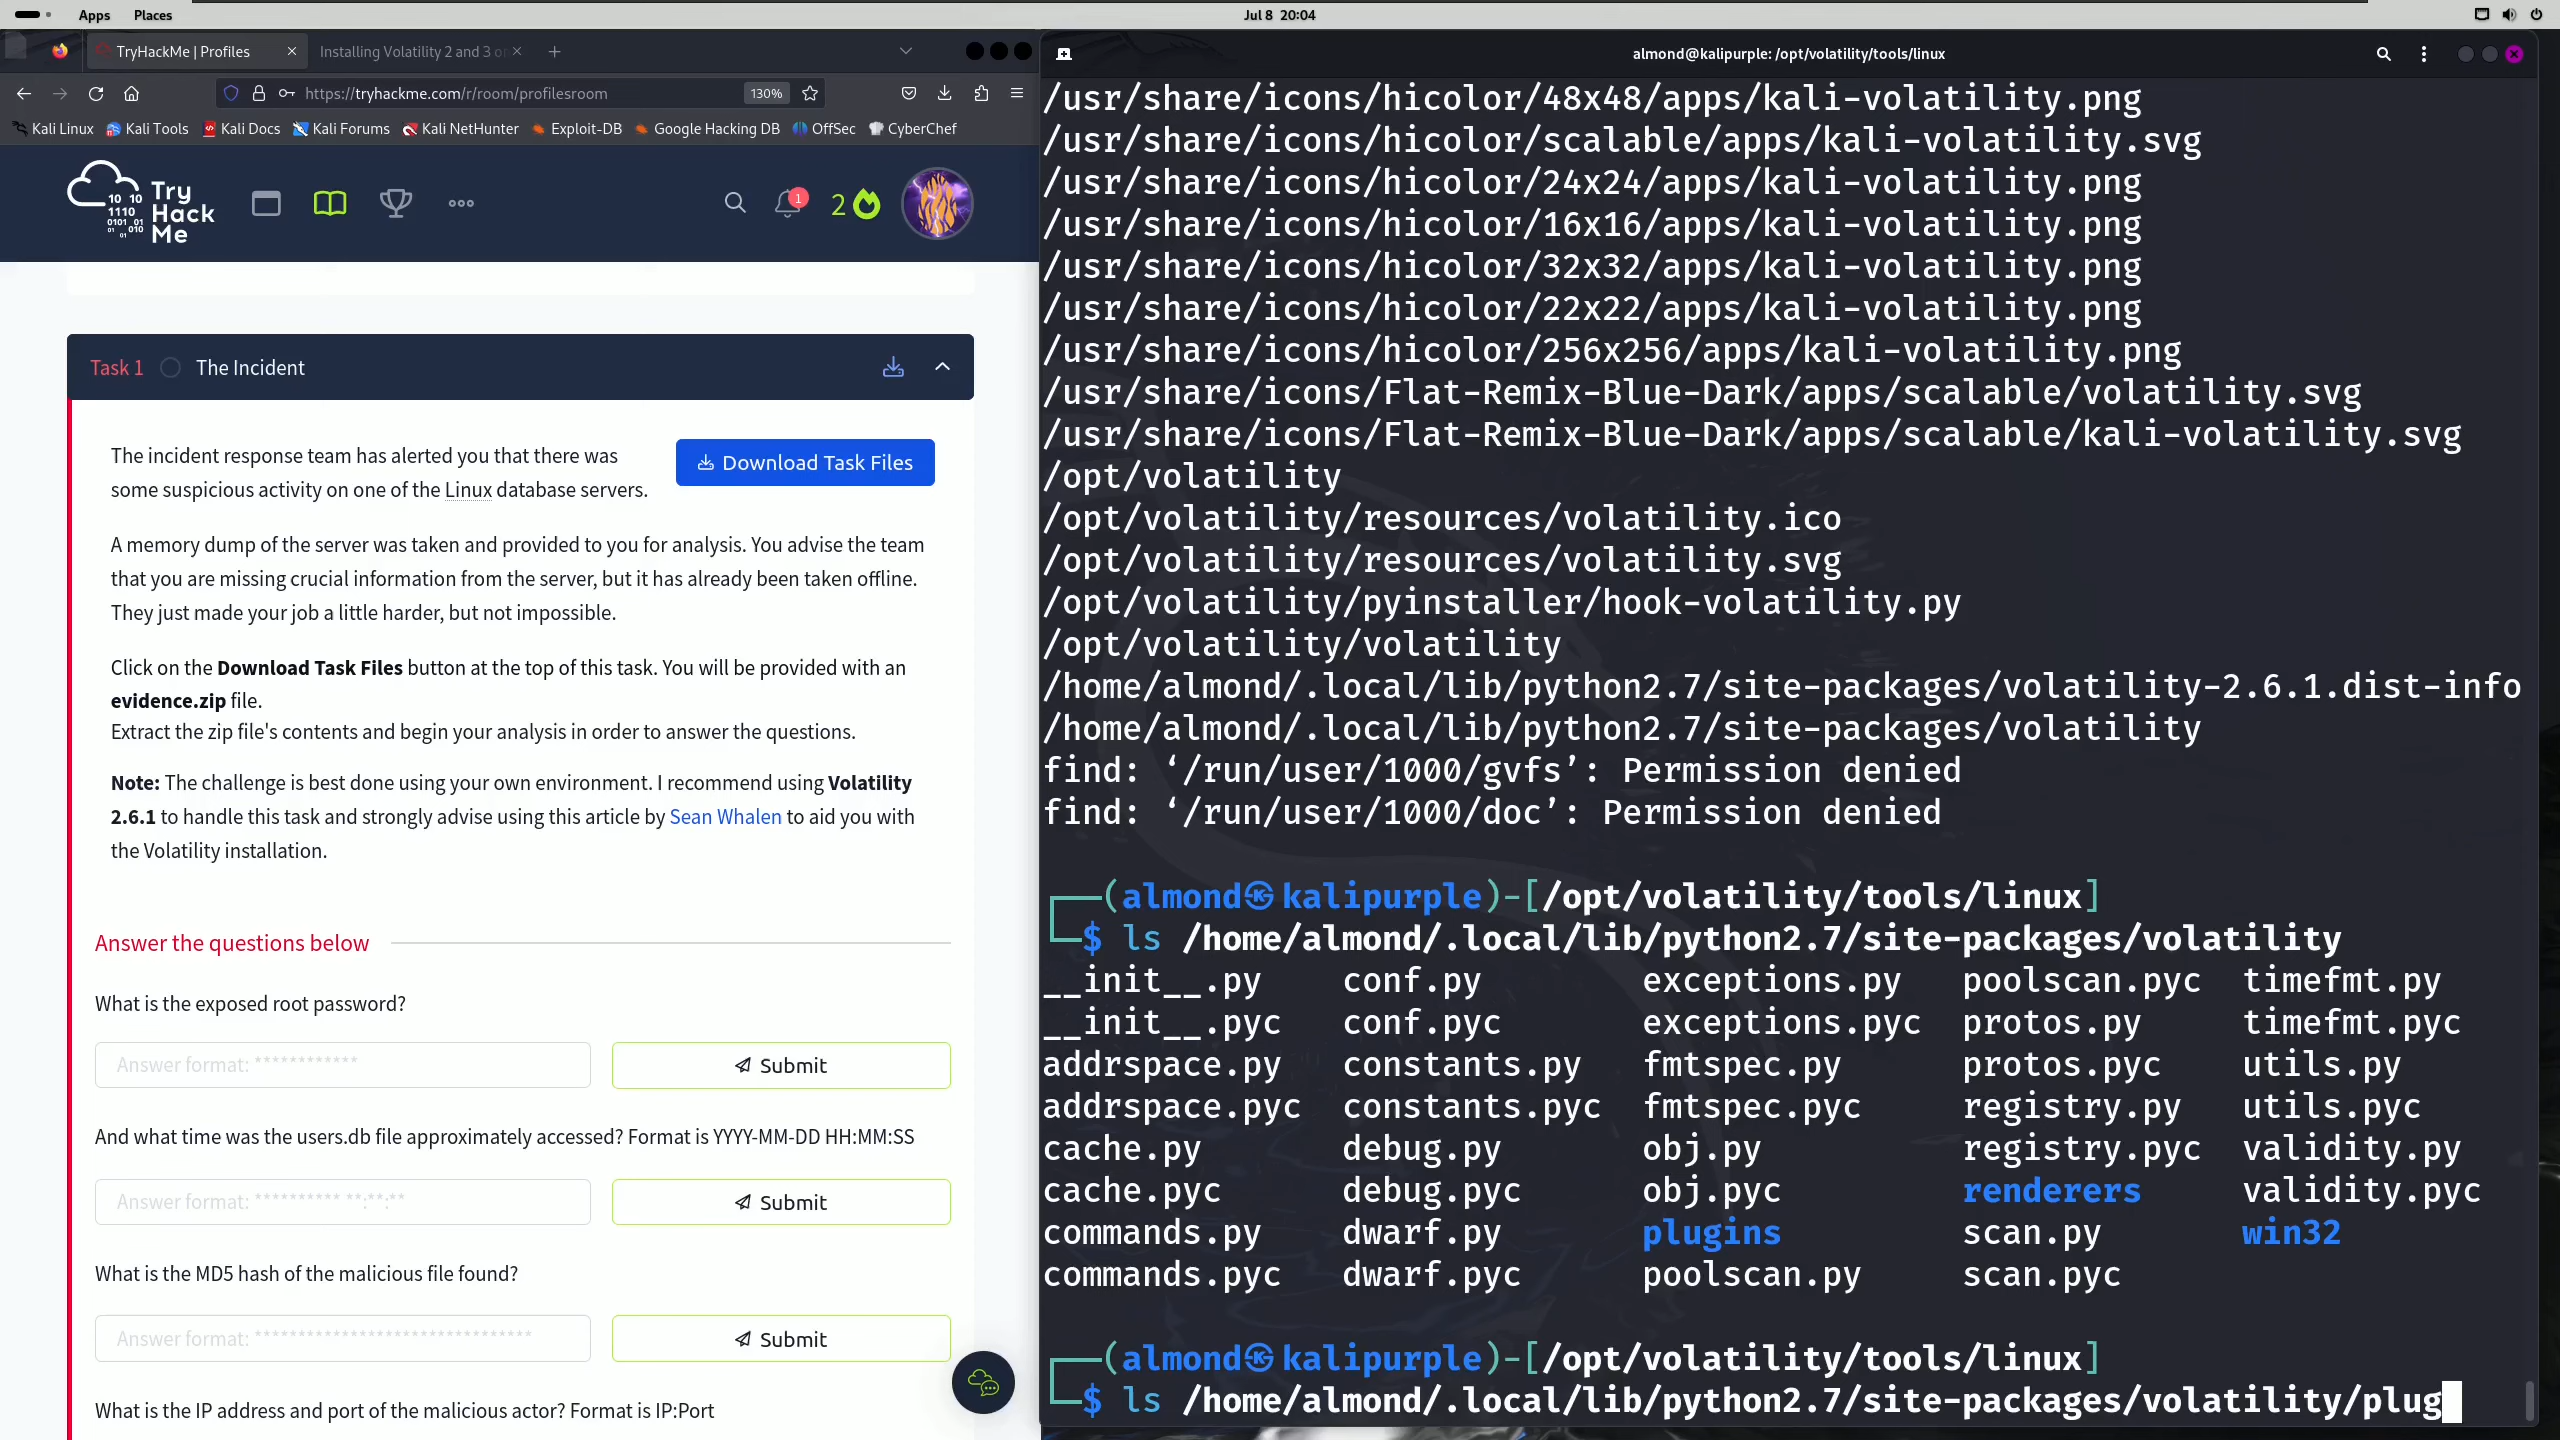 Apps Places
Jul 8 20:04
TryHackMe | Profiles
Installing Volatility 2 and 3 o
https://tryhackme.com/r/room/profilesroom
130%
Kali Linux Kali Tools Kali Docs Kali Forums Kali NetHunter Exploit-DB Google Hacking DB OffSec CyberChef
Try
Hack
Me
1
2
Task 1 The Incident
The incident response team has alerted you that there was
some suspicious activity on one of the Linux database servers.
Download Task Files
A memory dump of the server was taken and provided to you for analysis. You advise the team
that you are missing crucial information from the server, but it has already been taken offline.
They just made your job a little harder, but not impossible.
Click on the Download Task Files button at the top of this task. You will be provided with an
evidence.zip file.
Extract the zip file's contents and begin your analysis in order to answer the questions.
Note: The challenge is best done using your own environment. I recommend using Volatility
2.6.1 to handle this task and strongly advise using this article by Sean Whalen to aid you with
the Volatility installation.
Answer the questions below
What is the exposed root password?
Answer format: ************
Submit
And what time was the users.db file approximately accessed? Format is YYYY-MM-DD HH:MM:SS
Answer format: ********** **:**:**
Submit
What is the MD5 hash of the malicious file found?
Answer format: ********************************
Submit
What is the IP address and port of the malicious actor? Format is IP:Port
almond@kalipurple: /opt/volatility/tools/linux
/usr/share/icons/hicolor/48x48/apps/kali-volatility.png
/usr/share/icons/hicolor/scalable/apps/kali-volatility.svg
/usr/share/icons/hicolor/24x24/apps/kali-volatility.png
/usr/share/icons/hicolor/16x16/apps/kali-volatility.png
/usr/share/icons/hicolor/32x32/apps/kali-volatility.png
/usr/share/icons/hicolor/22x22/apps/kali-volatility.png
/usr/share/icons/hicolor/256x256/apps/kali-volatility.png
/usr/share/icons/Flat-Remix-Blue-Dark/apps/scalable/volatility.svg
/usr/share/icons/Flat-Remix-Blue-Dark/apps/scalable/kali-volatility.svg
/opt/volatility
/opt/volatility/resources/volatility.ico
/opt/volatility/resources/volatility.svg
/opt/volatility/pyinstaller/hook-volatility.py
/opt/volatility/volatility
/home/almond/.local/lib/python2.7/site-packages/volatility-2.6.1.dist-info
/home/almond/.local/lib/python2.7/site-packages/volatility
find: ‘/run/user/1000/gvfs’: Permission denied
find: ‘/run/user/1000/doc’: Permission denied
┌──(almond㉿kalipurple)-[/opt/volatility/tools/linux]
└─$ ls /home/almond/.local/lib/python2.7/site-packages/volatility
__init__.py conf.py exceptions.py poolscan.pyc timefmt.py
__init__.pyc conf.pyc exceptions.pyc protos.py timefmt.pyc
addrspace.py constants.py fmtspec.py protos.pyc utils.py
addrspace.pyc constants.pyc fmtspec.pyc registry.py utils.pyc
cache.py debug.py obj.py registry.pyc validity.py
cache.pyc debug.pyc obj.pyc renderers validity.pyc
commands.py dwarf.py plugins scan.py win32
commands.pyc dwarf.pyc poolscan.py scan.pyc
┌──(almond㉿kalipurple)-[/opt/volatility/tools/linux]
└─$ ls /home/almond/.local/lib/python2.7/site-packages/volatility/plug